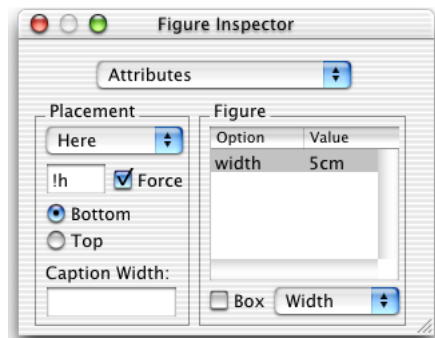 Figure Inspector
Attributes
Placement
Here
!h Force
Bottom
Top
Caption Width:
Figure
Option Value
width 5cm
Box Width